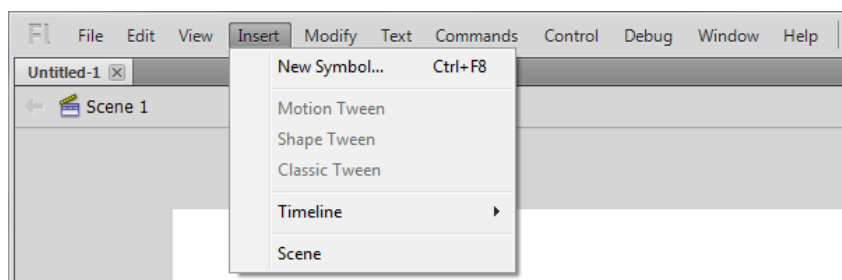 Fl File Edit View Insert Modify Text Commands Control Debug Window Help
Untitled-1
Scene 1
New Symbol... Ctrl+F8
Motion Tween
Shape Tween
Classic Tween
Timeline
Scene